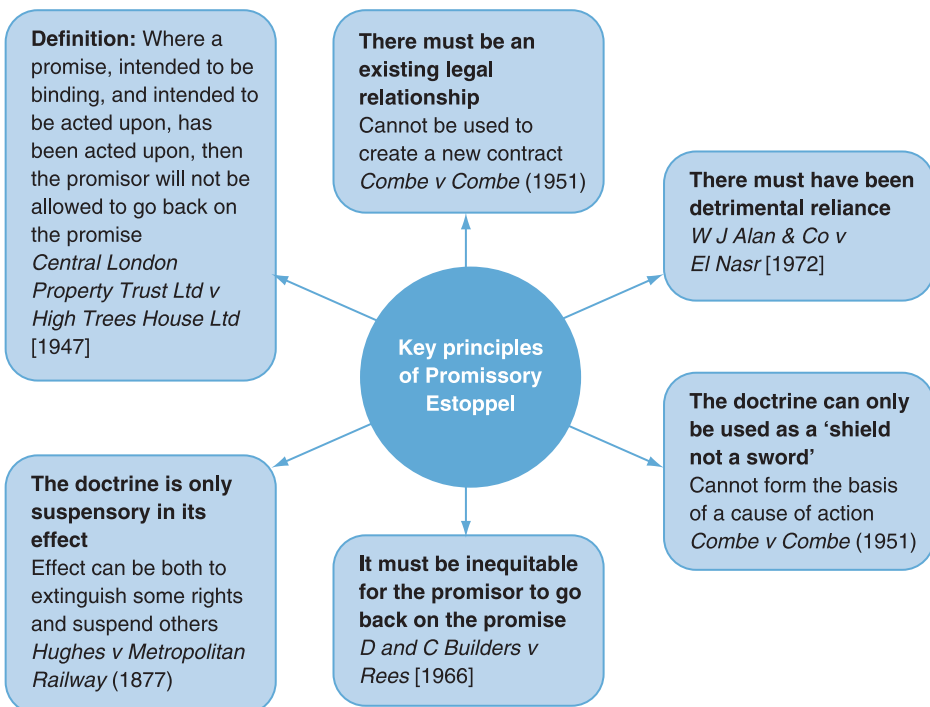 Definition: Where a
promise, intended to be
binding, and intended to
be acted upon, has
been acted upon, then
the promisor will not be
allowed to go back on
the promise
Central London
Property Trust Ltd v
High Trees House Ltd
[1947]
There must be an
existing legal
relationship
Cannot be used to
create a new contract
Combe v Combe (1951)
There must have been
detrimental reliance
W J Alan & Co v
El Nasr [1972]
Key principles
of Promissory
Estoppel
The doctrine can only
be used as a ‘shield
not a sword’
Cannot form the basis
of a cause of action
Combe v Combe (1951)
The doctrine is only
suspensory in its
effect
Effect can be both to
extinguish some rights
and suspend others
Hughes v Metropolitan
Railway (1877)
It must be inequitable
for the promisor to go
back on the promise
D and C Builders v
Rees [1966]